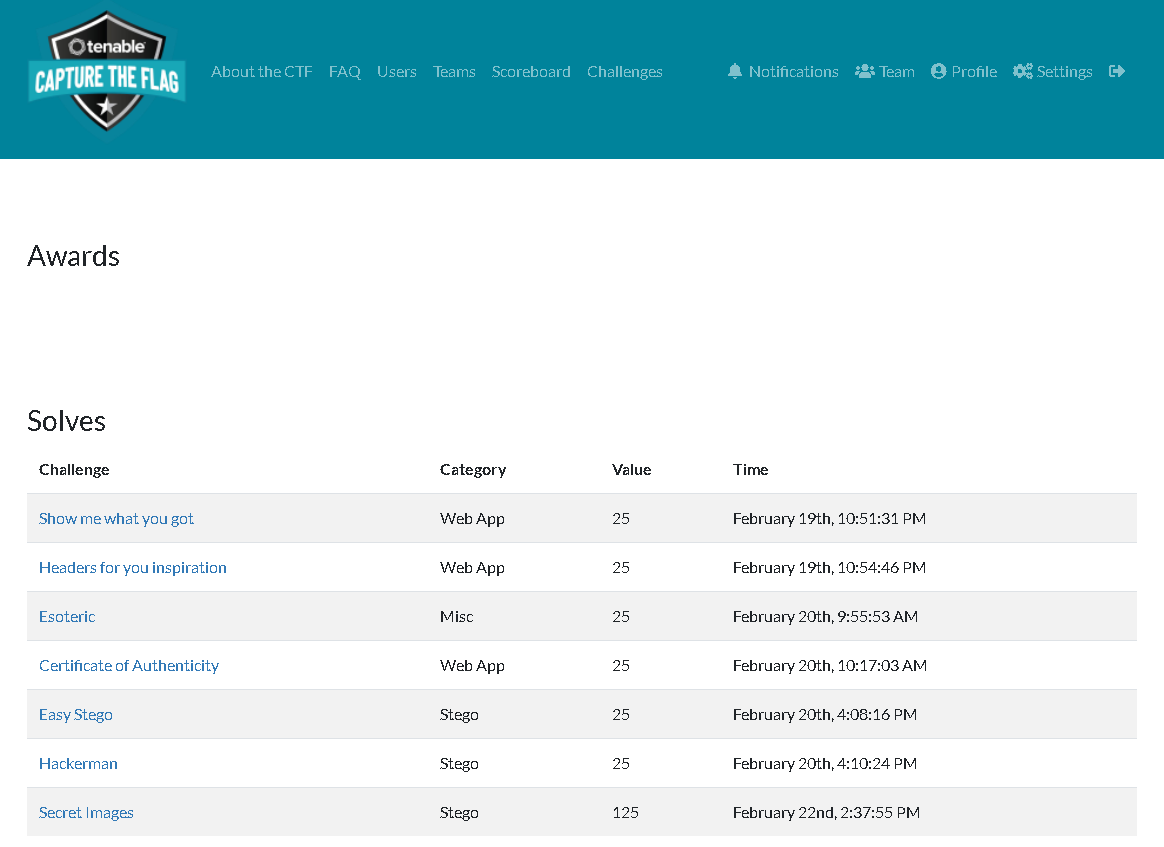 tenable
CAPTURE THE FLAG
About the CTF FAQ Users Teams Scoreboard Challenges Notifications Team Profile Settings
Awards
Solves
Challenge Category Value Time
Show me what you got Web App 25 February 19th, 10:51:31 PM
Headers for you inspiration Web App 25 February 19th, 10:54:46 PM
Esoteric Misc 25 February 20th, 9:55:53 AM
Certificate of Authenticity Web App 25 February 20th, 10:17:03 AM
Easy Stego Stego 25 February 20th, 4:08:16 PM
Hackerman Stego 25 February 20th, 4:10:24 PM
Secret Images Stego 125 February 22nd, 2:37:55 PM